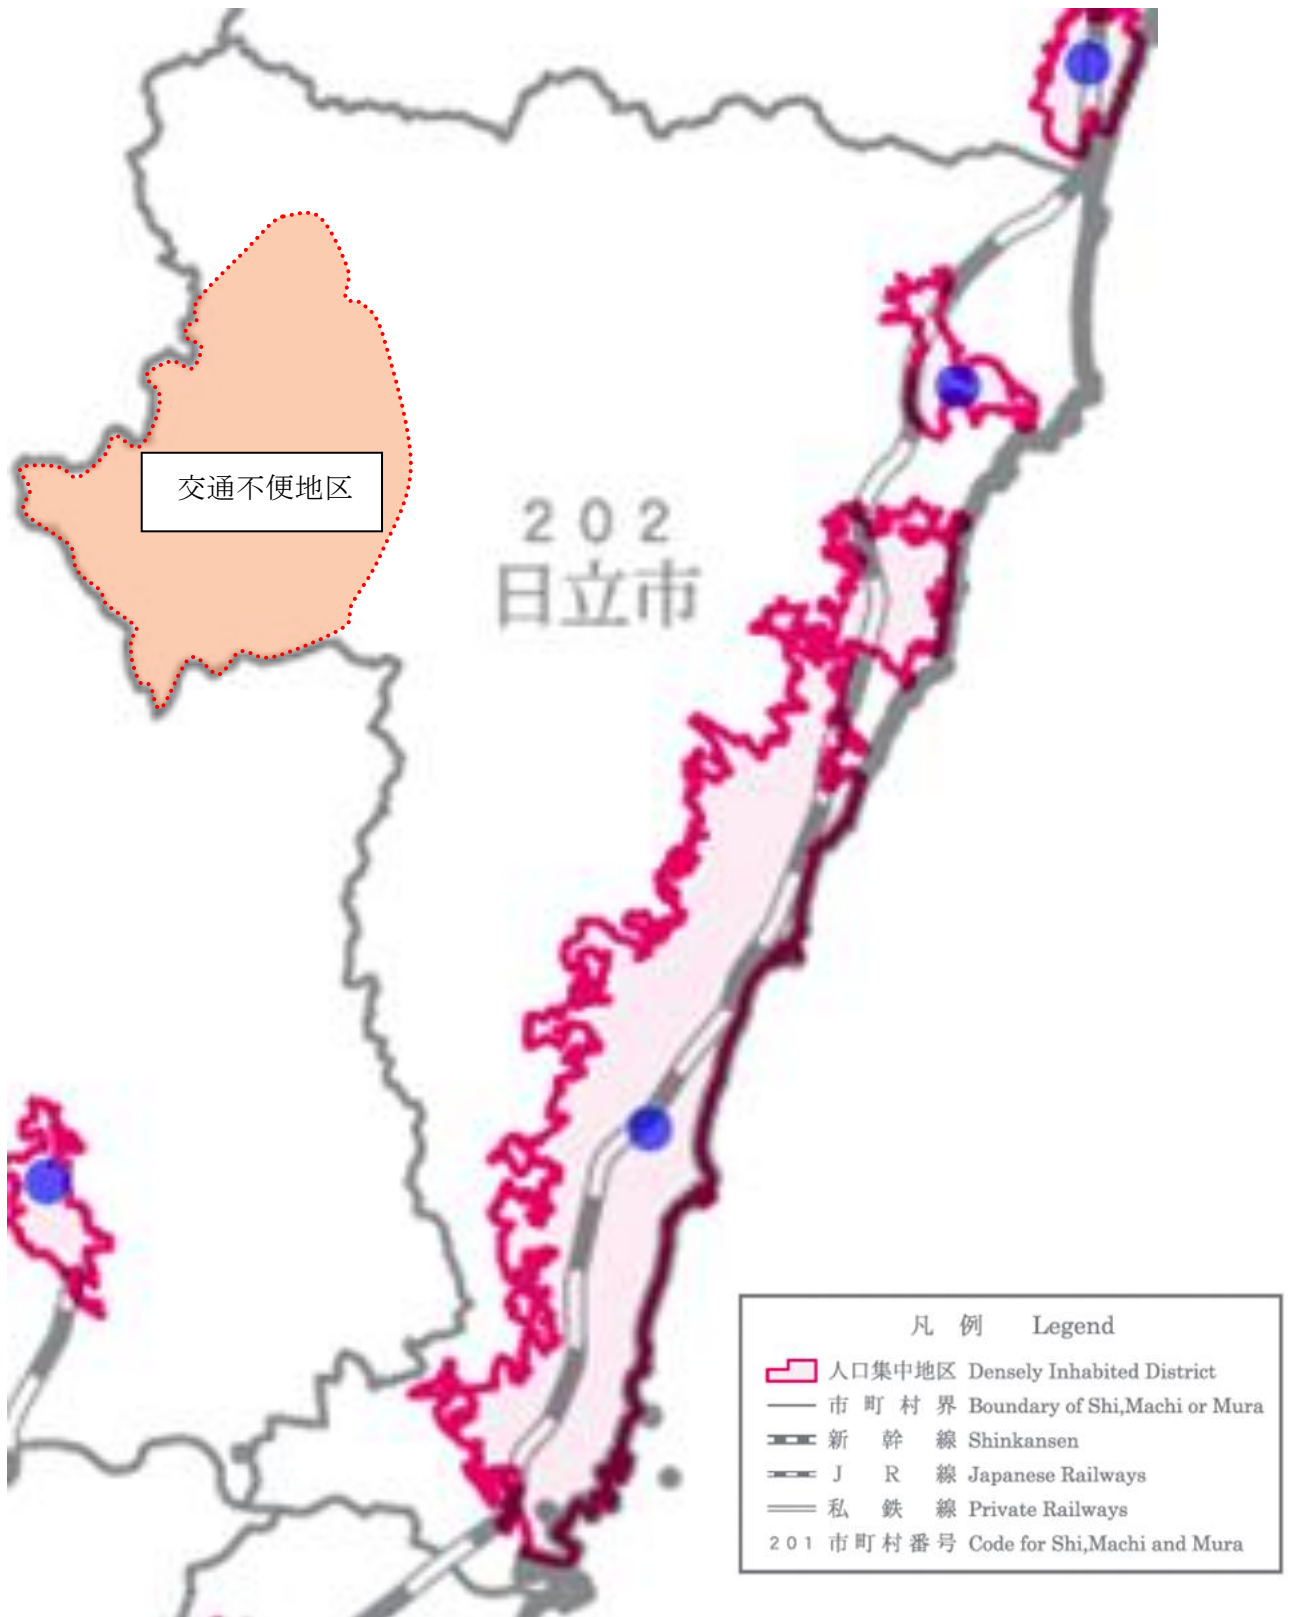 交通不便地区
202
日立市
凡例 Legend
人口集中地区 Densely Inhabited District
市町村界 Boundary of Shi,Machi or Mura
新幹線 Shinkansen
JR線 Japanese Railways
私鉄線 Private Railways
201 市町村番号 Code for Shi,Machi and Mura